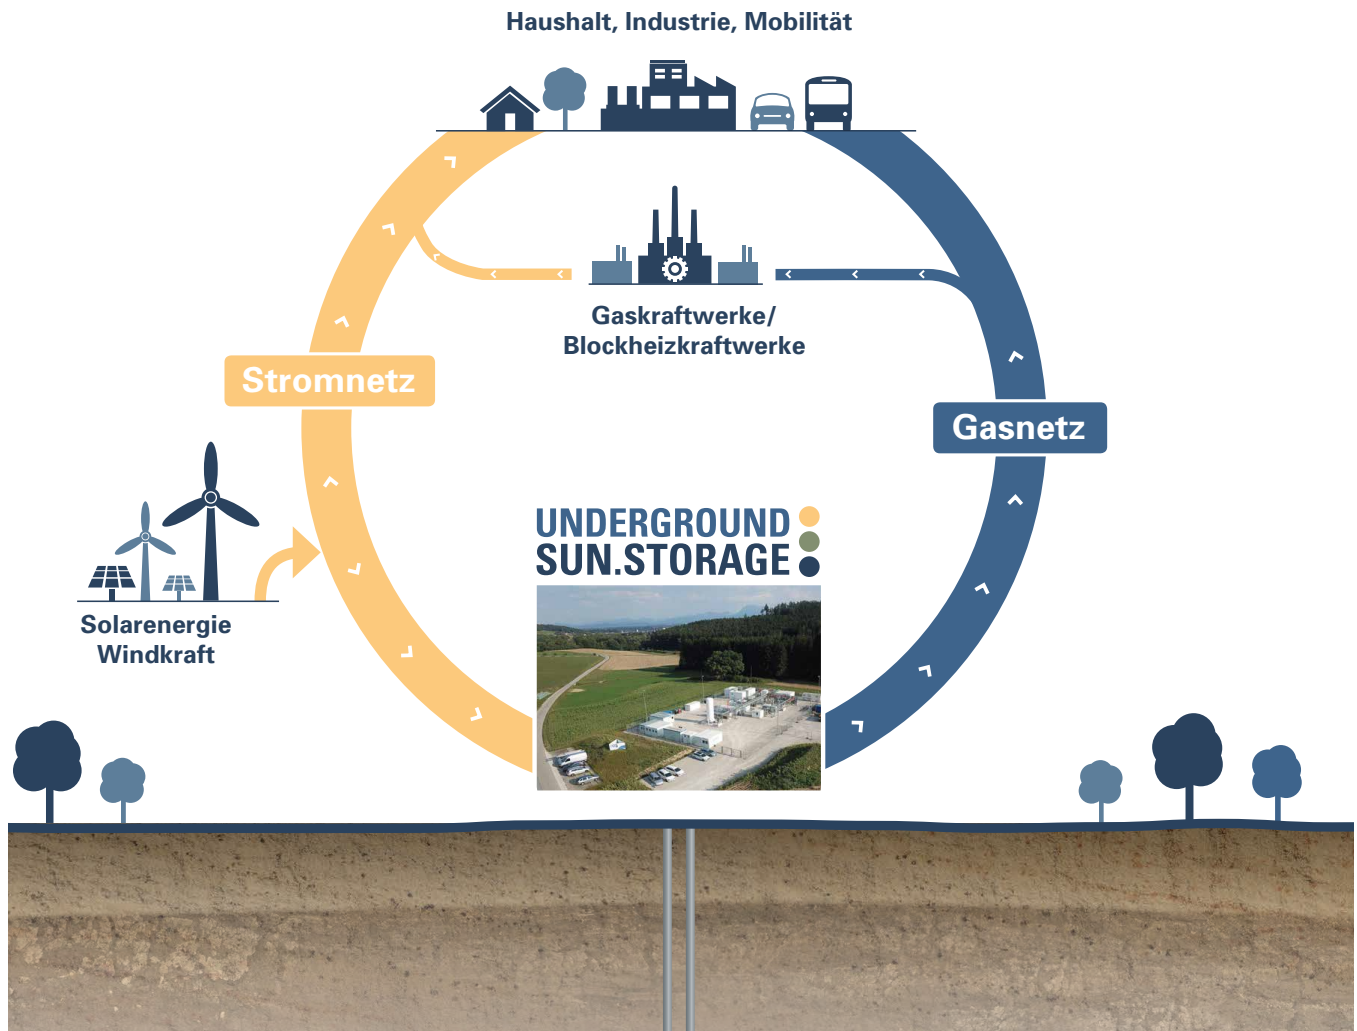 Haushalt, Industrie, Mobilität
Gaskraftwerke/
Blockheizkraftwerke
Stromnetz
Gasnetz
UNDERGROUND
SUN.STORAGE
Solarenergie
Windkraft